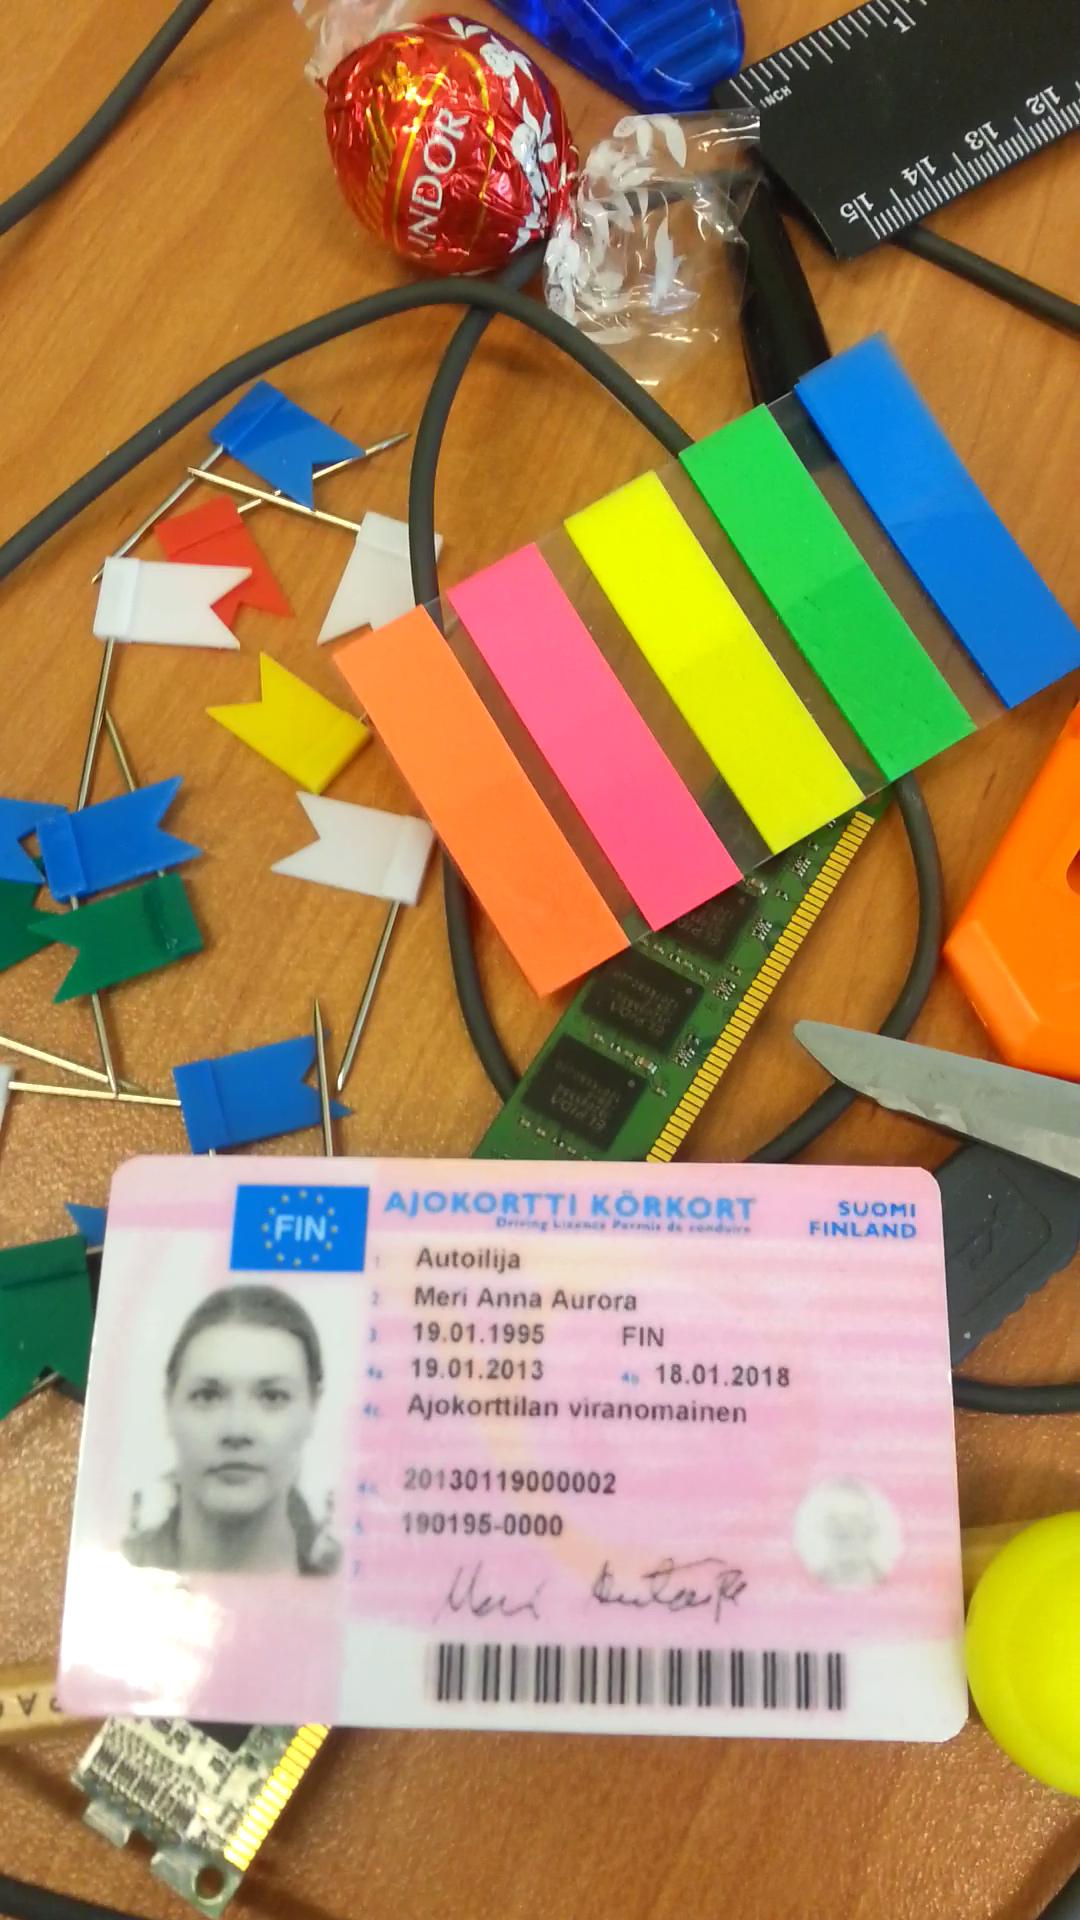 LINDOR
INCH
1
12
13
14
15
ELPIDA
ELPIDA
FIN
AJOKORTTI KÖRKORT
Driving Licence Permis de conduire
SUOMI
FINLAND
1 Autoilija
2 Meri Anna Aurora
3 19.01.1995 FIN
4a 19.01.2013 4b 18.01.2018
4c Ajokorttilan viranomainen
20130119000002
5 190195-0000
7 Meri Autoilija